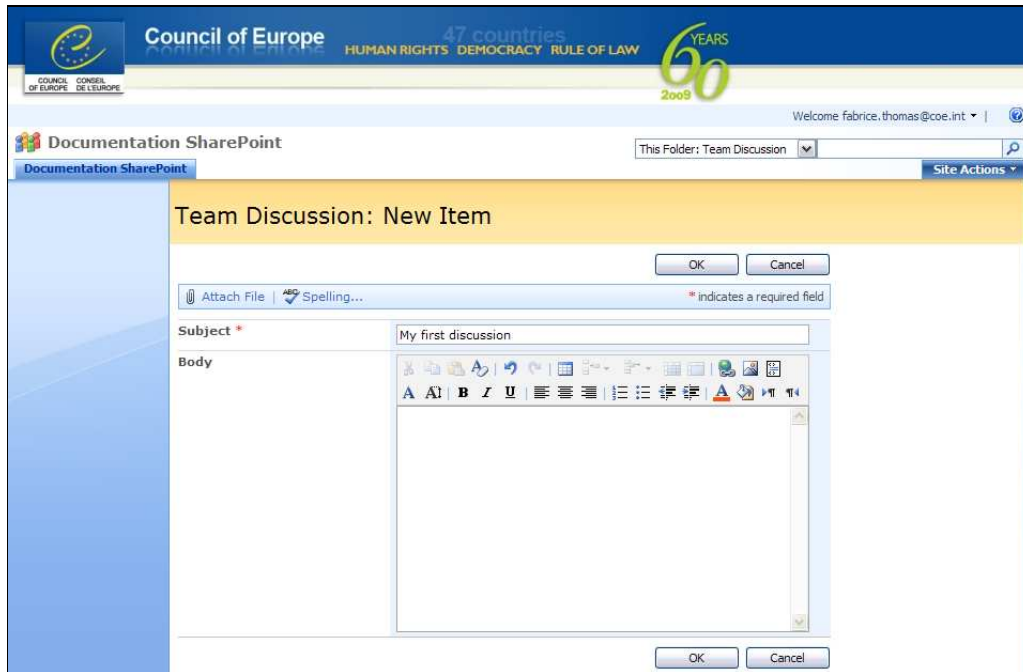 Council of Europe
47 countries
HUMAN RIGHTS DEMOCRACY RULE OF LAW
60 YEARS
2009
COUNCIL CONSEIL
OF EUROPE DE L'EUROPE
Welcome fabrice.thomas@coe.int
Documentation SharePoint
This Folder: Team Discussion
Documentation SharePoint
Site Actions
Team Discussion: New Item
OK Cancel
Attach File | ABC Spelling...
* indicates a required field
Subject *
My first discussion
Body
A A B I U A
OK Cancel